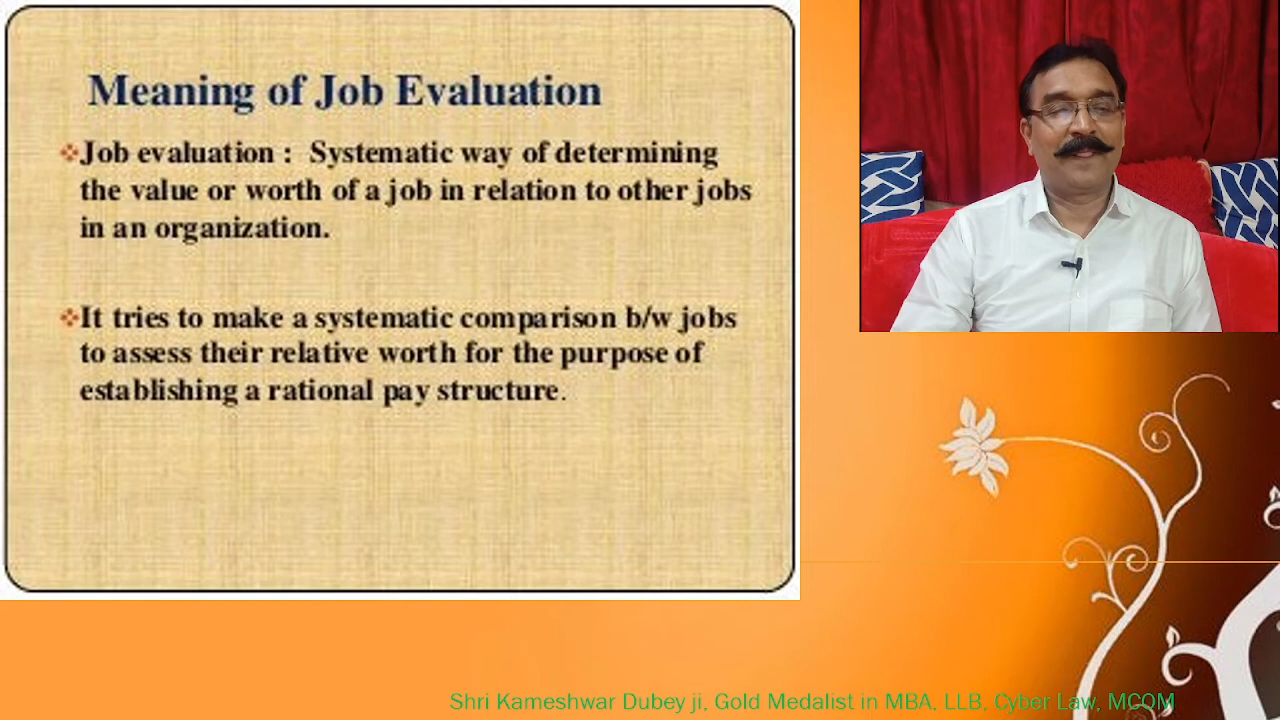 Meaning of Job Evaluation
Job evaluation : Systematic way of determining
the value or worth of a job in relation to other jobs
in an organization.
It tries to make a systematic comparison b/w jobs
to assess their relative worth for the purpose of
establishing a rational pay structure.
Shri Kameshwar Dubey ji, Gold Medalist in MBA, LLB, Cyber Law, MCOM